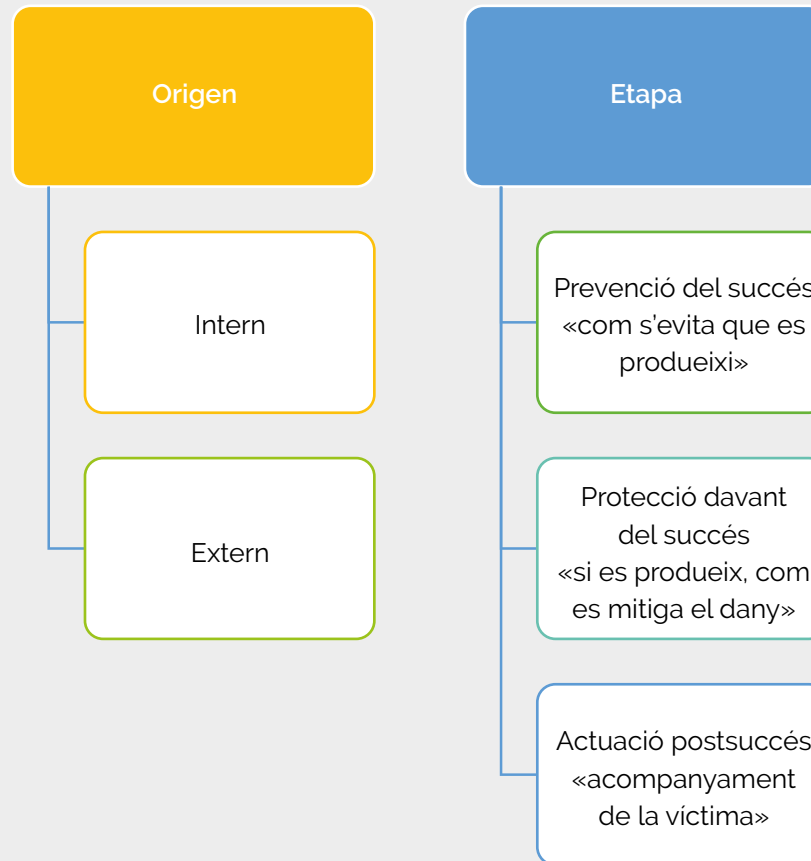 Origen
Intern
Extern
Etapa
Prevenció del succés
«com s'evita que es
produeixi»
Protecció davant
del succés
«si es produeix, com
es mitiga el dany»
Actuació postsuccés
«acompanyament
de la víctima»